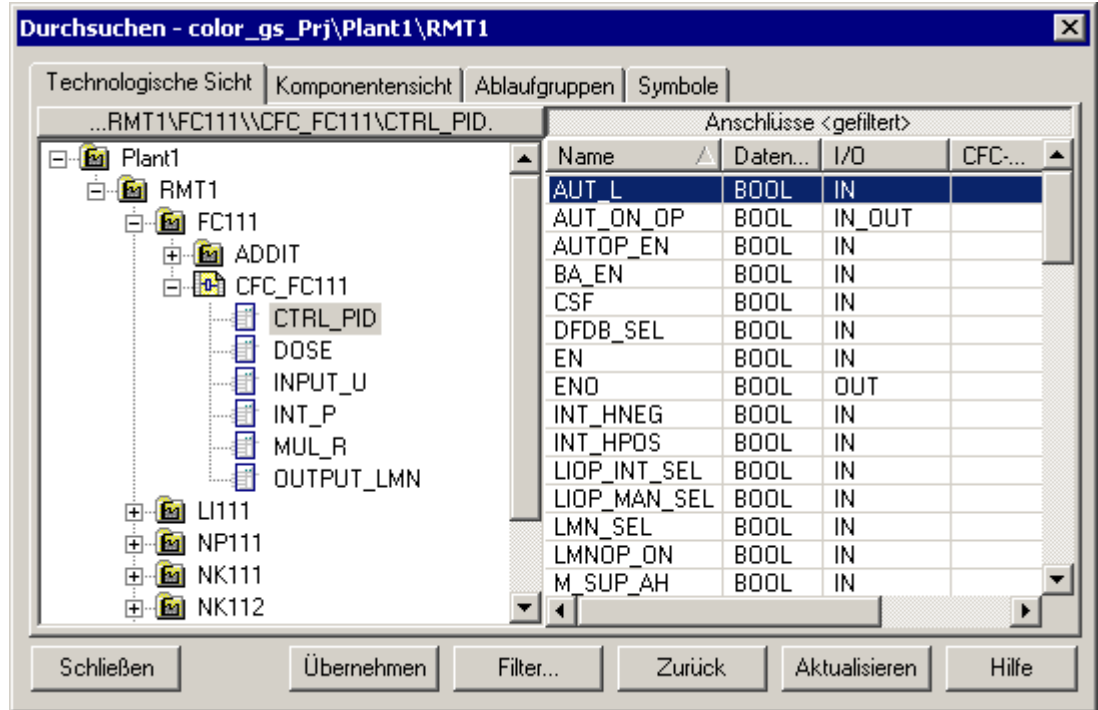 Durchsuchen - color_gs_Prj\Plant1\RMT1
Technologische Sicht Komponentensicht Ablaufgruppen Symbole
...RMT1\FC111\\CFC_FC111\CTRL_PID.
Plant1
RMT1
FC111
ADDIT
CFC_FC111
CTRL_PID
DOSE
INPUT_U
INT_P
MUL_R
OUTPUT_LMN
LI111
NP111
NK111
NK112
Anschlüsse <gefiltert>
Name Daten... I/O CFC-...
AUT_L BOOL IN
AUT_ON_OP BOOL IN_OUT
AUTOP_EN BOOL IN
BA_EN BOOL IN
CSF BOOL IN
DFDB_SEL BOOL IN
EN BOOL IN
ENO BOOL OUT
INT_HNEG BOOL IN
INT_HPOS BOOL IN
LIOP_INT_SEL BOOL IN
LIOP_MAN_SEL BOOL IN
LMN_SEL BOOL IN
LMNOP_ON BOOL IN
M_SUP_AH BOOL IN
Schließen Übernehmen Filter... Zurück Aktualisieren Hilfe